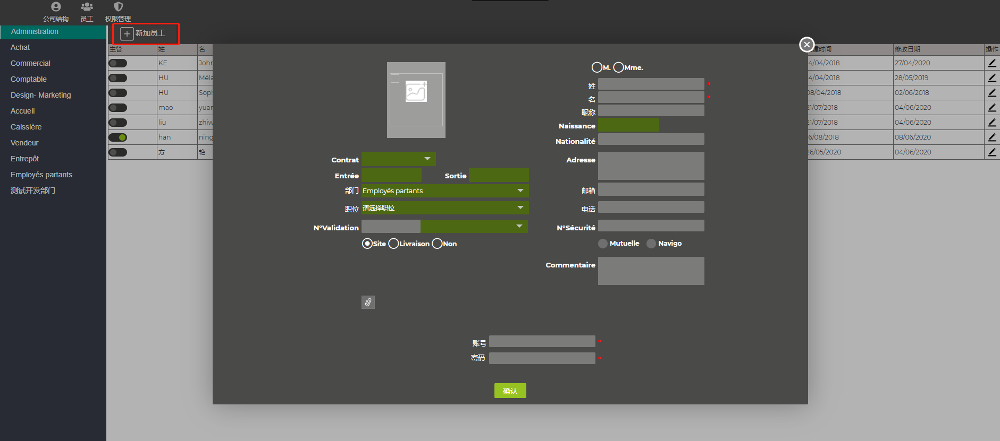 公司结构 员工 权限管理
Administration
Achat
Commercial
Comptable
Design- Marketing
Accueil
Caissière
Vendeur
Entrepôt
Employés partants
测试开发部门
新加员工
主管 姓 名 建时间 修改日期 操作
KE John 4/04/2018 27/04/2020
HU Méla 4/04/2018 28/05/2019
HU Soph 08/04/2018 02/06/2018
mao yuan 21/07/2018 04/06/2020
liu zhiw 21/07/2018 04/06/2020
han ning 6/08/2018 08/06/2020
方 艳 26/05/2020 04/06/2020
Contrat
Entrée Sortie
部门 Employés partants
职位 请选择职位
N°Validation
Site Livraison Non
M. Mme.
姓 *
名 *
昵称
Naissance
Nationalité
Adresse
邮箱
电话
N°Sécurité
Mutuelle Navigo
Commentaire
账号 *
密码 *
确认